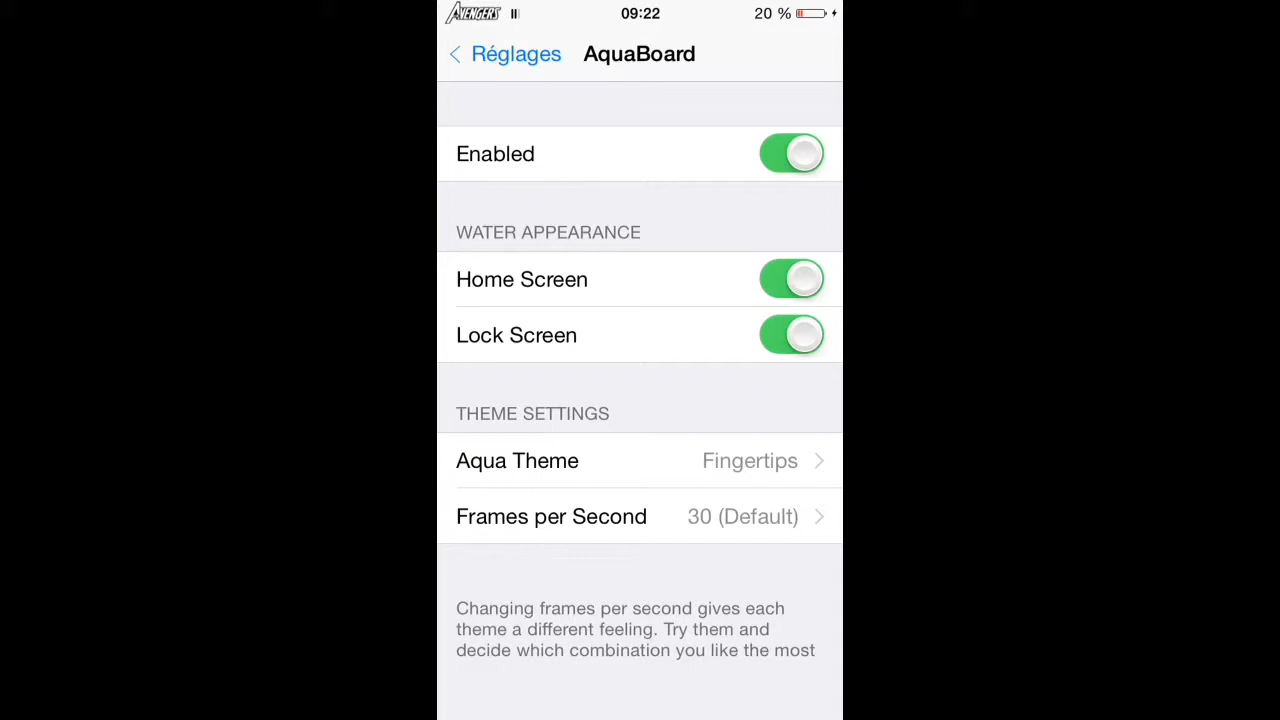 AVENGERS 09:22 20 %
Réglages AquaBoard
Enabled
WATER APPEARANCE
Home Screen
Lock Screen
THEME SETTINGS
Aqua Theme Fingertips
Frames per Second 30 (Default)
Changing frames per second gives each
theme a different feeling. Try them and
decide which combination you like the most